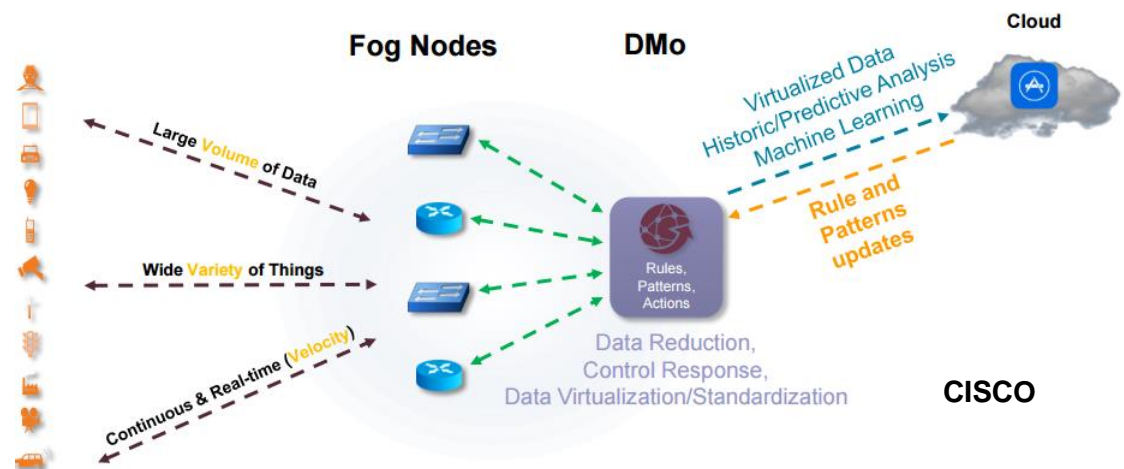 Cloud
Fog Nodes
DMo
Virtualized Data
Historic/Predictive Analysis
Machine Learning
Large Volume of Data
Rule and
Patterns
updates
Wide Variety of Things
Rules,
Patterns,
Actions
Continuous & Real-time (Velocity)
Data Reduction,
Control Response,
Data Virtualization/Standardization
CISCO